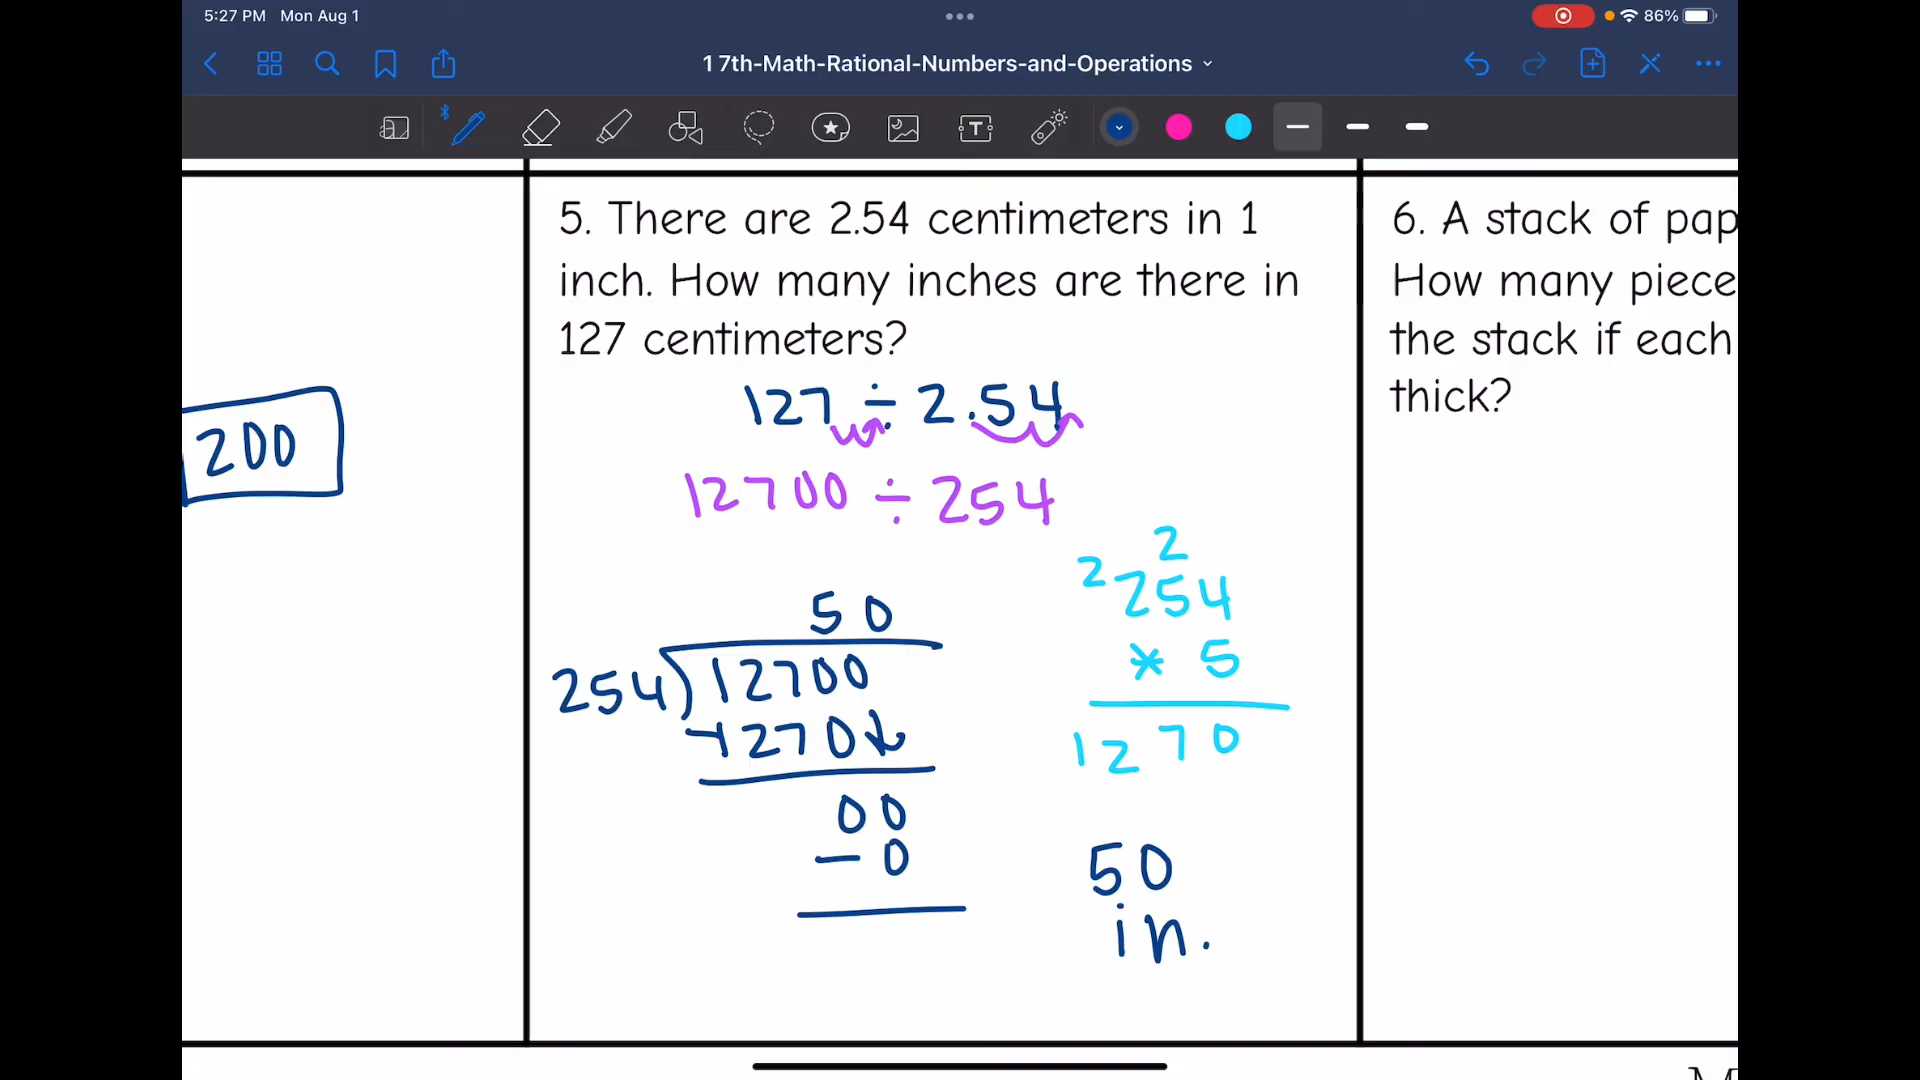 5:27 PM Mon Aug 1
86%
1 7th-Math-Rational-Numbers-and-Operations
T
200
5. There are 2.54 centimeters in 1
inch. How many inches are there in
127 centimeters?
127 ÷ 2.54
12700 ÷ 254
50
254)12700
-1270
00
- 0
2
2
254
* 5
1270
50
in.
6. A stack of pap
How many piece
the stack if each
thick?